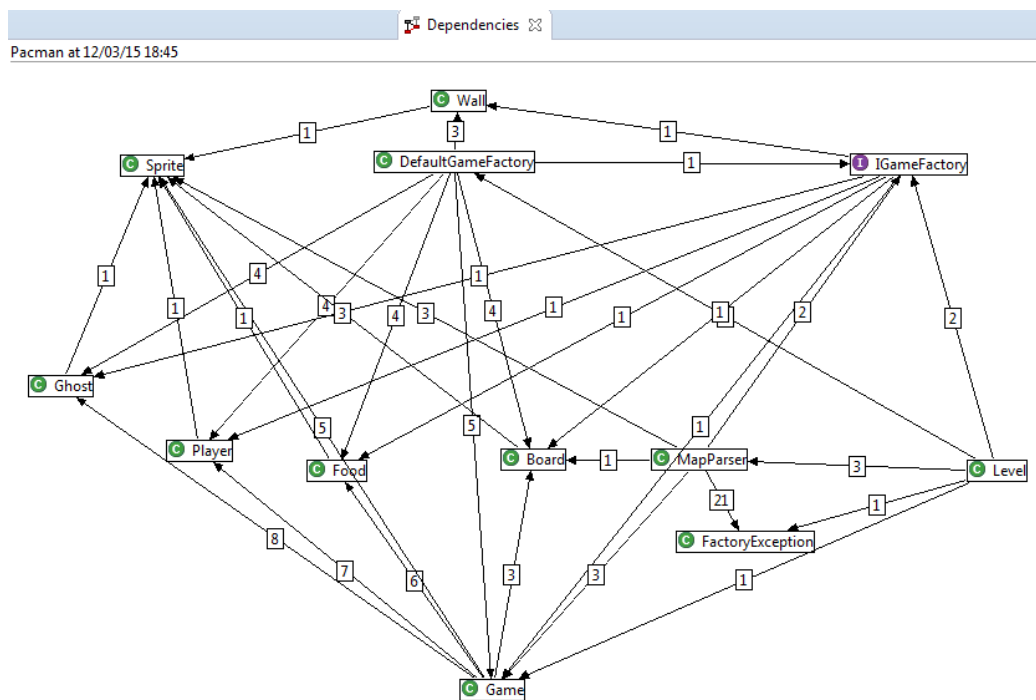 Dependencies
Pacman at 12/03/15 18:45
C Wall
1
3
1
C Sprite
C DefaultGameFactory
1
I IGameFactory
1
4
1
1
4
3
4
1
3
4
1
1
1
2
2
C Ghost
5
5
1
C Player
C Food
C Board
1
C MapParser
3
C Level
21
1
C FactoryException
8
7
6
3
3
1
C Game